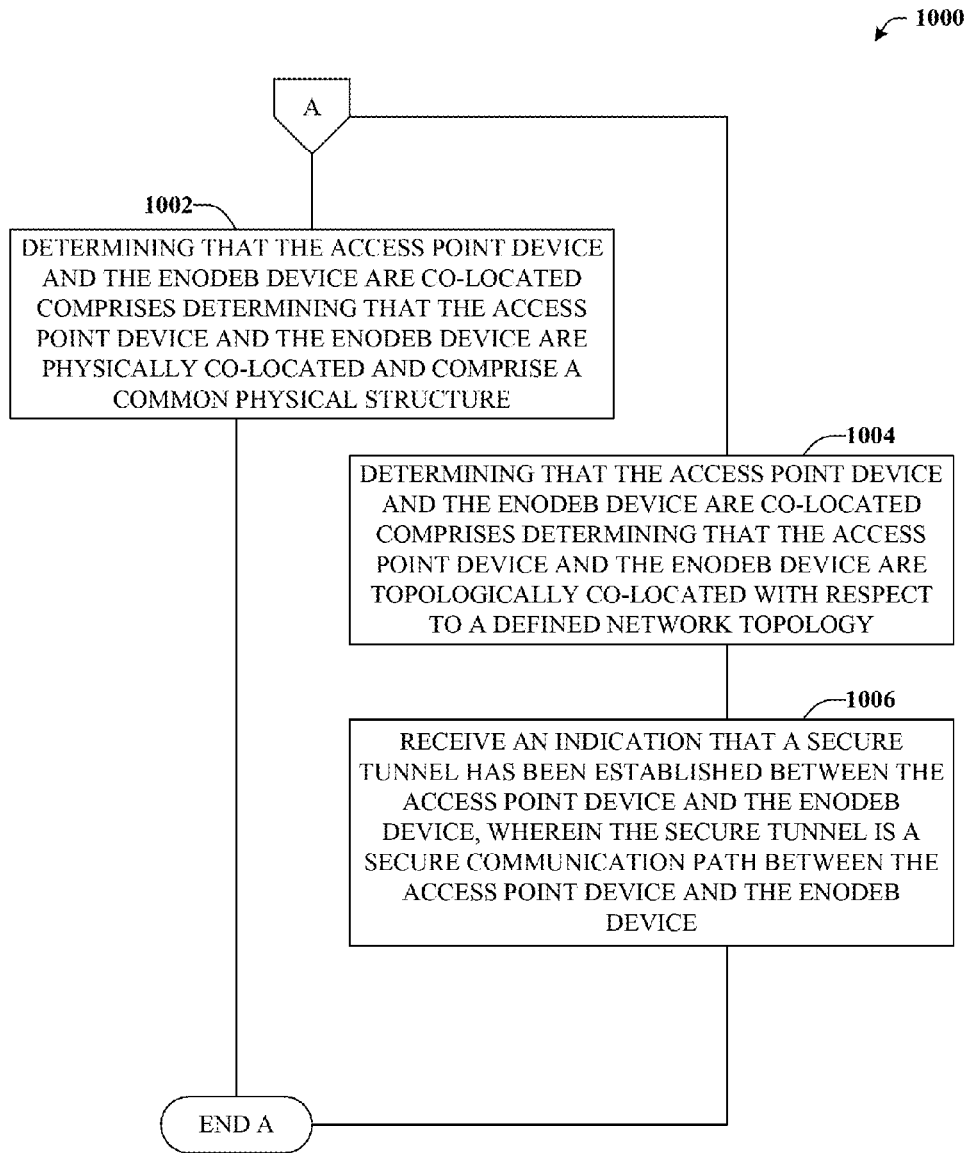 1000
A
1002
DETERMINING THAT THE ACCESS POINT DEVICE
AND THE ENODEB DEVICE ARE CO-LOCATED
COMPRISES DETERMINING THAT THE ACCESS
POINT DEVICE AND THE ENODEB DEVICE ARE
PHYSICALLY CO-LOCATED AND COMPRISE A
COMMON PHYSICAL STRUCTURE
1004
DETERMINING THAT THE ACCESS POINT DEVICE
AND THE ENODEB DEVICE ARE CO-LOCATED
COMPRISES DETERMINING THAT THE ACCESS
POINT DEVICE AND THE ENODEB DEVICE ARE
TOPOLOGICALLY CO-LOCATED WITH RESPECT
TO A DEFINED NETWORK TOPOLOGY
1006
RECEIVE AN INDICATION THAT A SECURE
TUNNEL HAS BEEN ESTABLISHED BETWEEN THE
ACCESS POINT DEVICE AND THE ENODEB
DEVICE, WHEREIN THE SECURE TUNNEL IS A
SECURE COMMUNICATION PATH BETWEEN THE
ACCESS POINT DEVICE AND THE ENODEB
DEVICE
END A